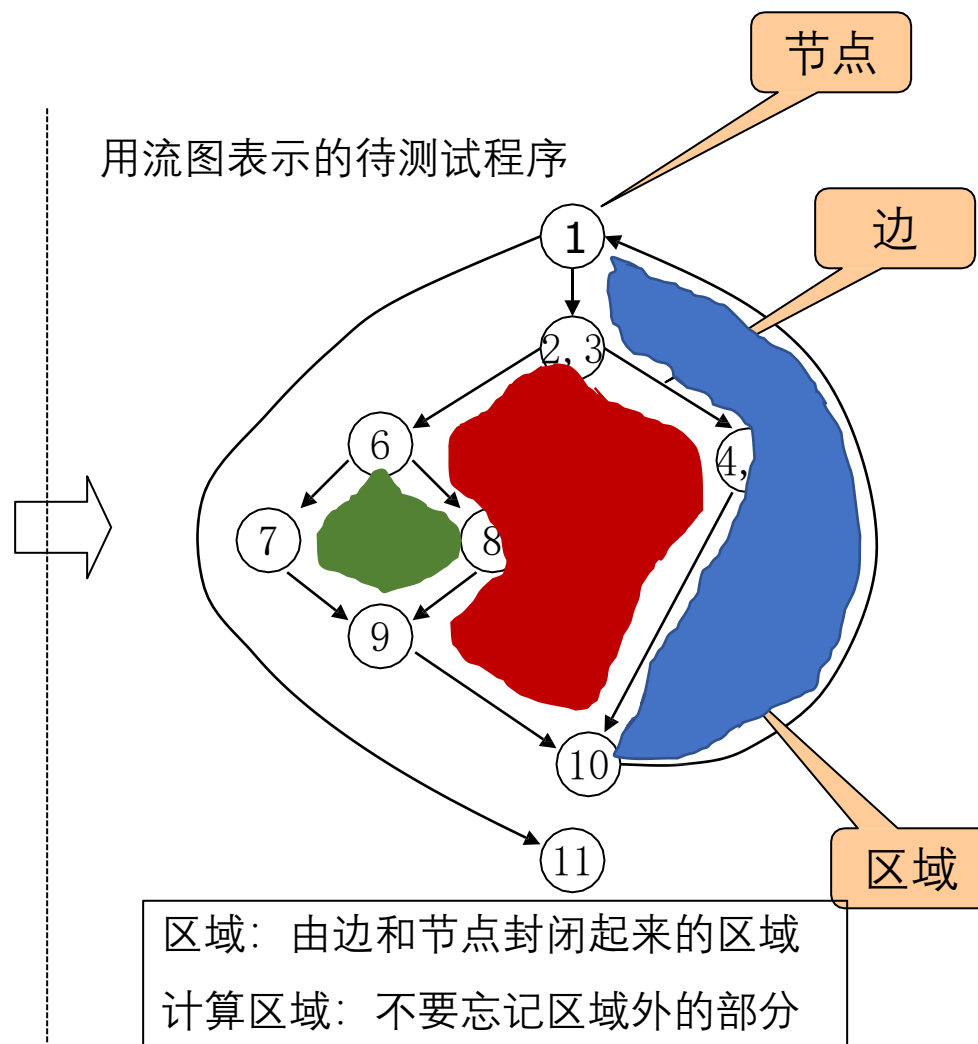 节点
用流图表示的待测试程序
边
1
2, 3
6
4,
7
8
9
10
11
区域
区域：由边和节点封闭起来的区域
计算区域：不要忘记区域外的部分